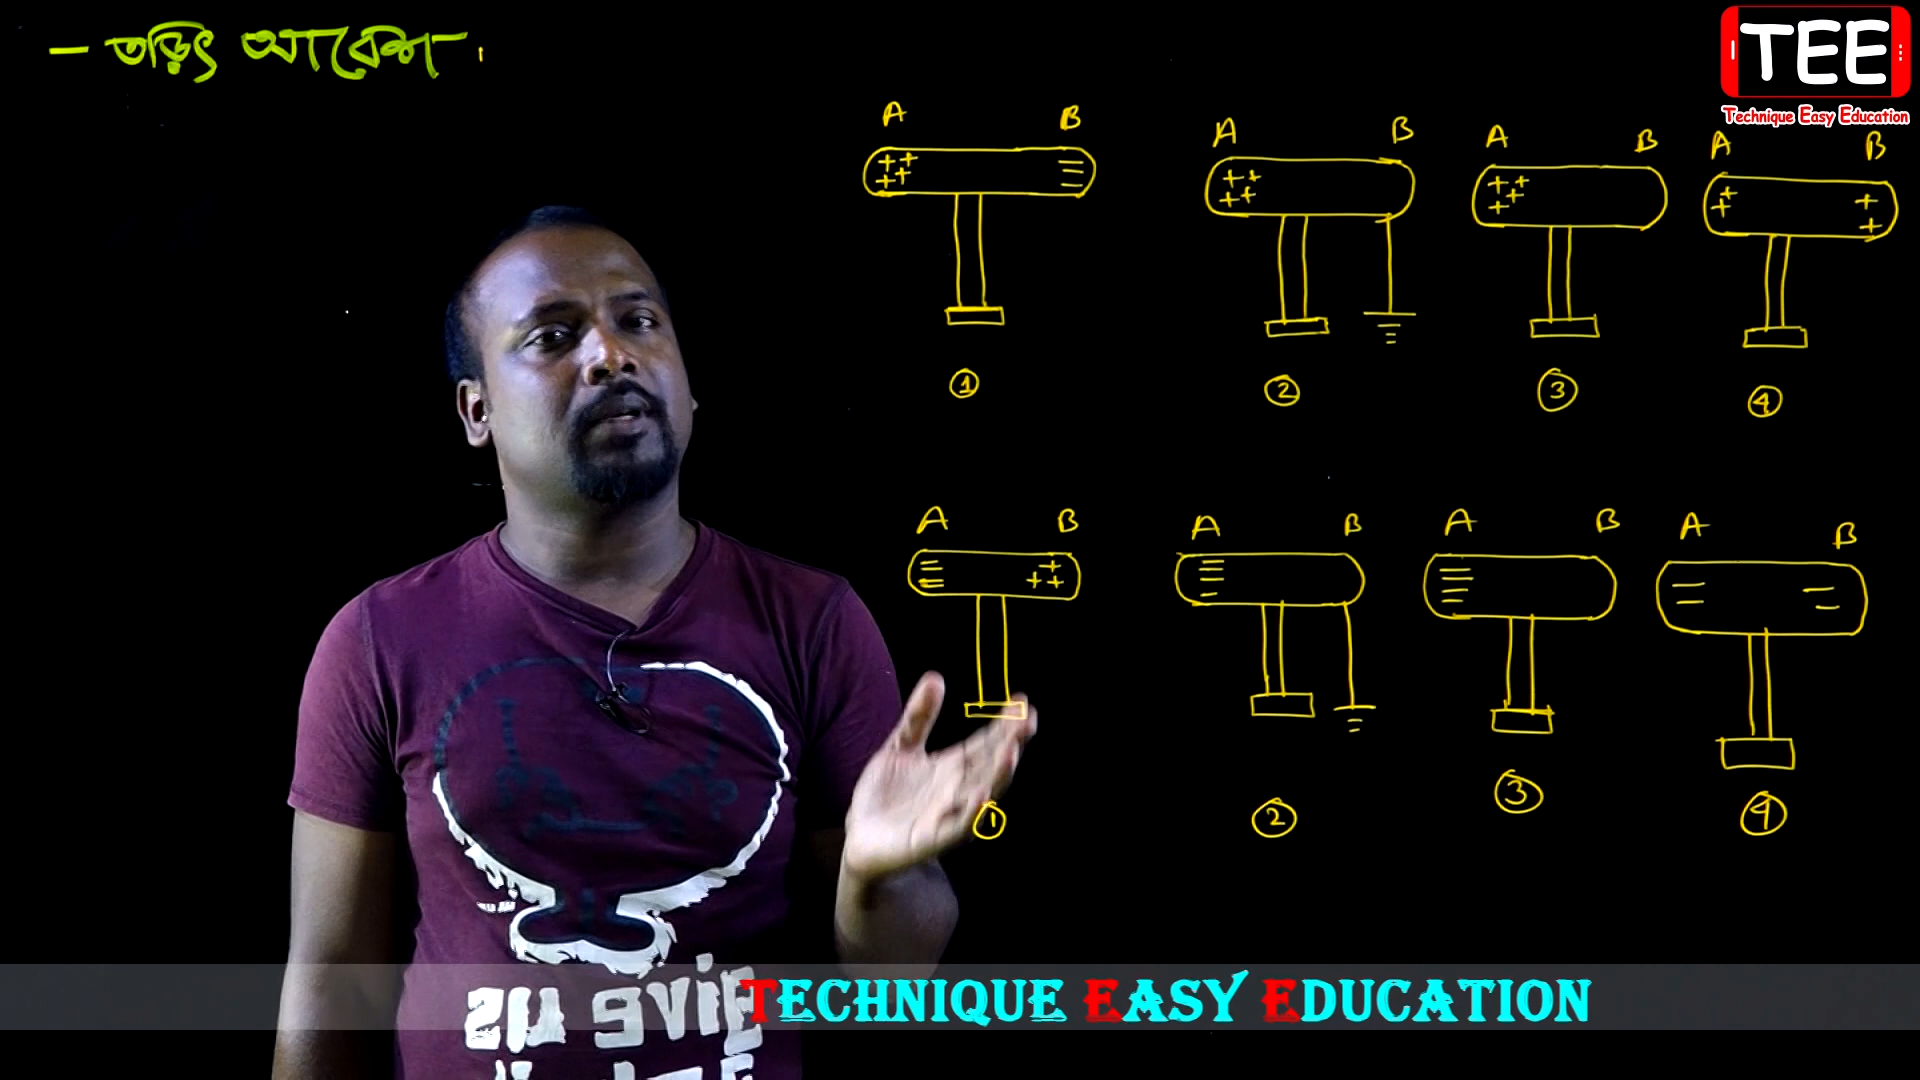 - তড়িৎ আবেশ।
TEE
Technique Easy Education
A B A B A B A B
++ ++ ≡ ++ ++ ++ ++ ++ ++
① ② ③ ④
A B A B A B A B
① ② ③ ④
TECHNIQUE EASY EDUCATION